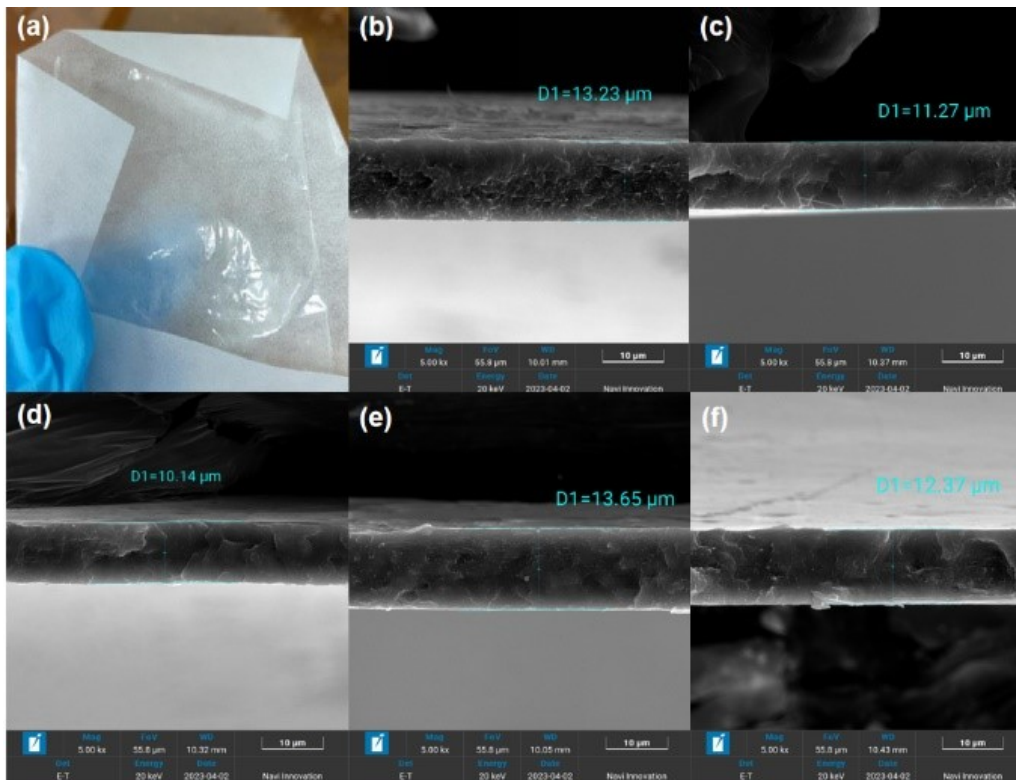 (a)
(b)
D1=13.23 µm
Mag FoV WD
5.00 kx 55.8 µm 10.01 mm 10 µm
Det Energy Date
E-T 20 keV 2023-04-02 Navi Innovation
(c)
D1=11.27 µm
Mag FoV WD
5.00 kx 55.8 µm 10.37 mm 10 µm
Det Energy Date
E-T 20 keV 2023-04-02 Navi Innovation
(d)
D1=10.14 µm
Mag FoV WD
5.00 kx 55.8 µm 10.32 mm 10 µm
Det Energy Date
E-T 20 keV 2023-04-02 Navi Innovation
(e)
D1=13.65 µm
Mag FoV WD
5.00 kx 55.8 µm 10.05 mm 10 µm
Det Energy Date
E-T 20 keV 2023-04-02 Navi Innovation
(f)
D1=12.37 µm
Mag FoV WD
5.00 kx 55.8 µm 10.43 mm 10 µm
Det Energy Date
E-T 20 keV 2023-04-02 Navi Innovation